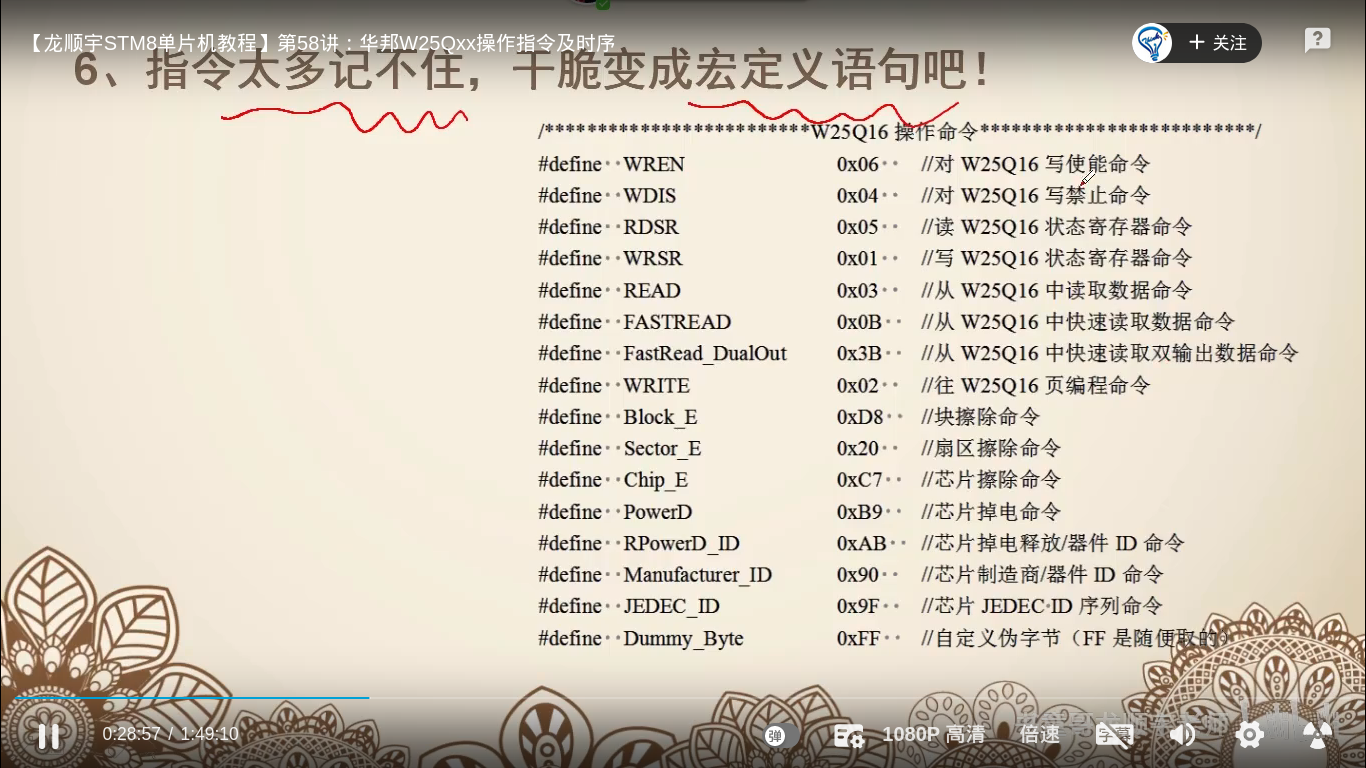 【龙顺宇STM8单片机教程】第58讲：华邦W25Qxx操作指令及时序
＋ 关注
?
6、指令太多记不住，干脆变成宏定义语句吧！
/*************************W25Q16 操作命令**************************/
#define··WREN 0x06·· //对 W25Q16 写使能命令
#define··WDIS 0x04·· //对 W25Q16 写禁止命令
#define··RDSR 0x05·· //读 W25Q16 状态寄存器命令
#define··WRSR 0x01·· //写 W25Q16 状态寄存器命令
#define··READ 0x03·· //从 W25Q16 中读取数据命令
#define··FASTREAD 0x0B·· //从 W25Q16 中快速读取数据命令
#define··FastRead_DualOut 0x3B·· //从 W25Q16 中快速读取双输出数据命令
#define··WRITE 0x02·· //往 W25Q16 页编程命令
#define··Block_E 0xD8·· //块擦除命令
#define··Sector_E 0x20·· //扇区擦除命令
#define··Chip_E 0xC7·· //芯片擦除命令
#define··PowerD 0xB9·· //芯片掉电命令
#define··RPowerD_ID 0xAB·· //芯片掉电释放/器件 ID 命令
#define··Manufacturer_ID 0x90·· //芯片制造商/器件 ID 命令
#define··JEDEC_ID 0x9F·· //芯片 JEDEC·ID 序列命令
#define··Dummy_Byte 0xFF·· //自定义伪字节（FF 是随便取的）
0:28:57 / 1:49:10
弹
1080P 高清
倍速
字幕